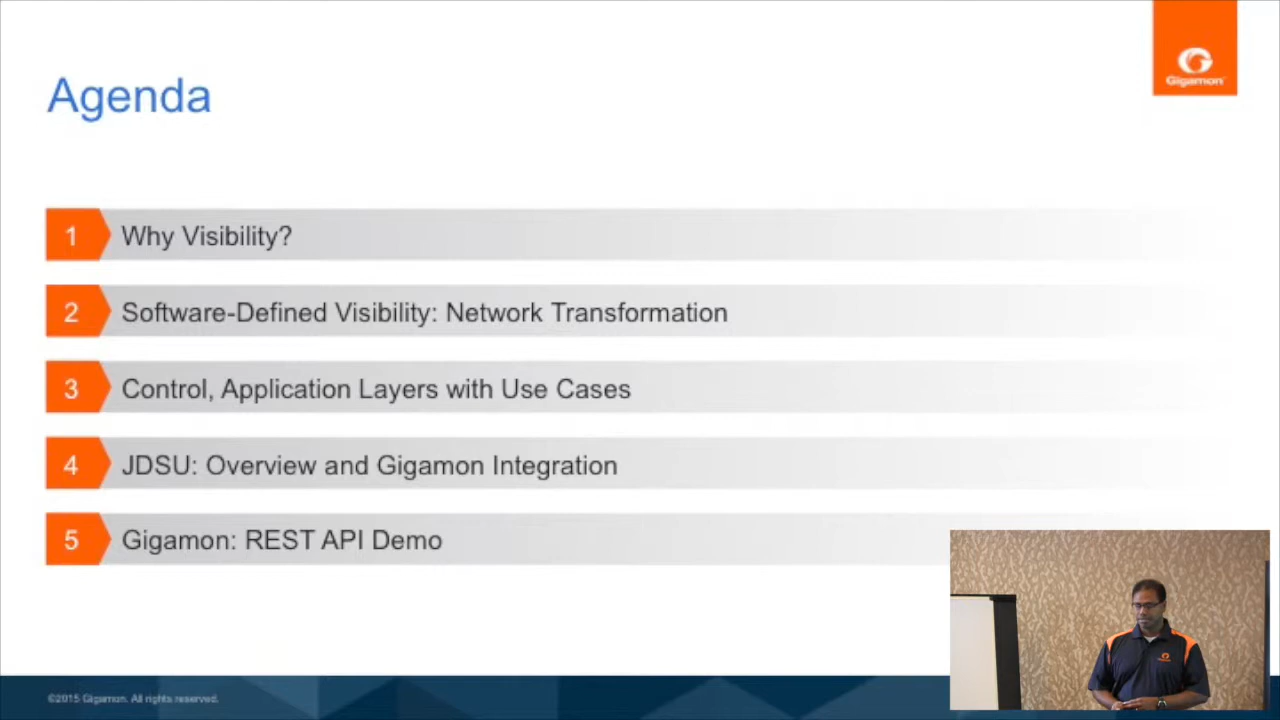 Agenda
Gigamon
1 Why Visibility?
2 Software-Defined Visibility: Network Transformation
3 Control, Application Layers with Use Cases
4 JDSU: Overview and Gigamon Integration
5 Gigamon: REST API Demo
©2015 Gigamon. All rights reserved.